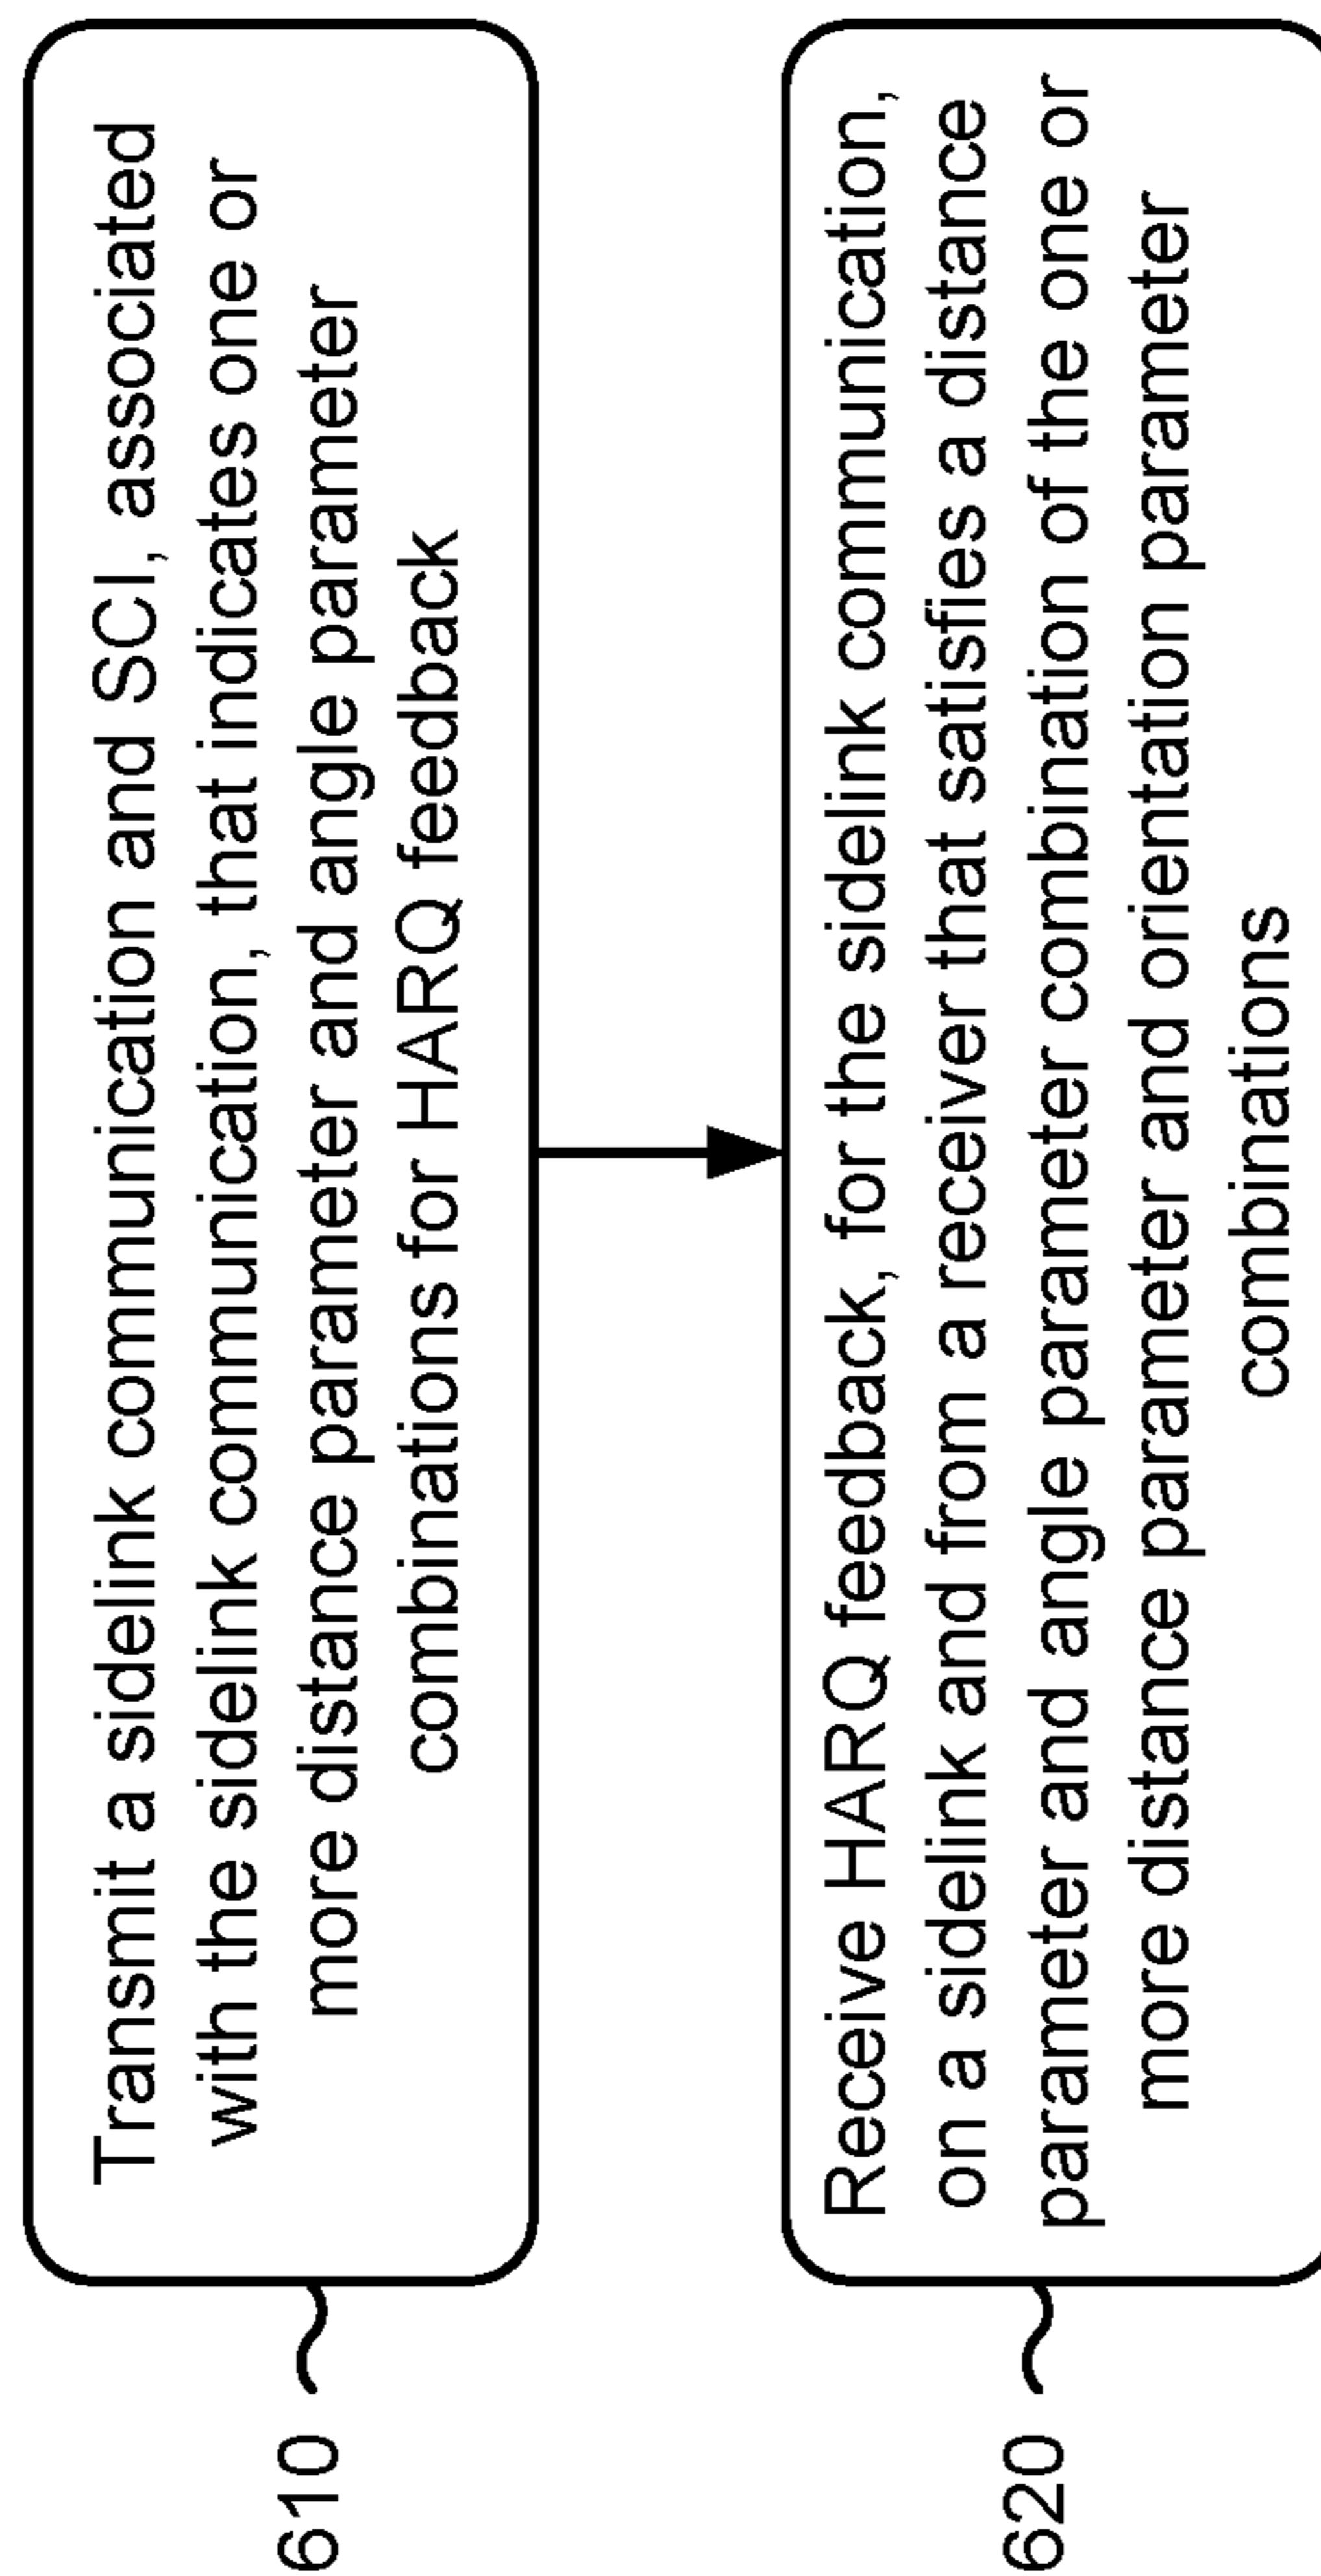 610
Transmit a sidelink communication and SCI, associated
with the sidelink communication, that indicates one or
more distance parameter and angle parameter
combinations for HARQ feedback
620
Receive HARQ feedback, for the sidelink communication,
on a sidelink and from a receiver that satisfies a distance
parameter and angle parameter combination of the one or
more distance parameter and orientation parameter
combinations